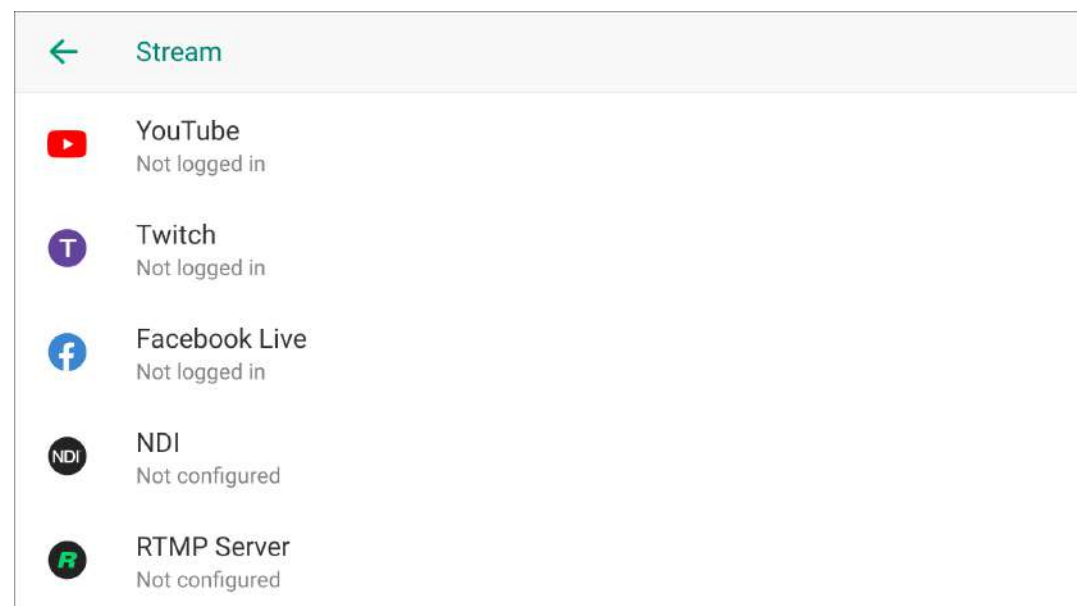 Stream
YouTube
Not logged in
T
Twitch
Not logged in
f
Facebook Live
Not logged in
NDI
NDI
Not configured
R
RTMP Server
Not configured